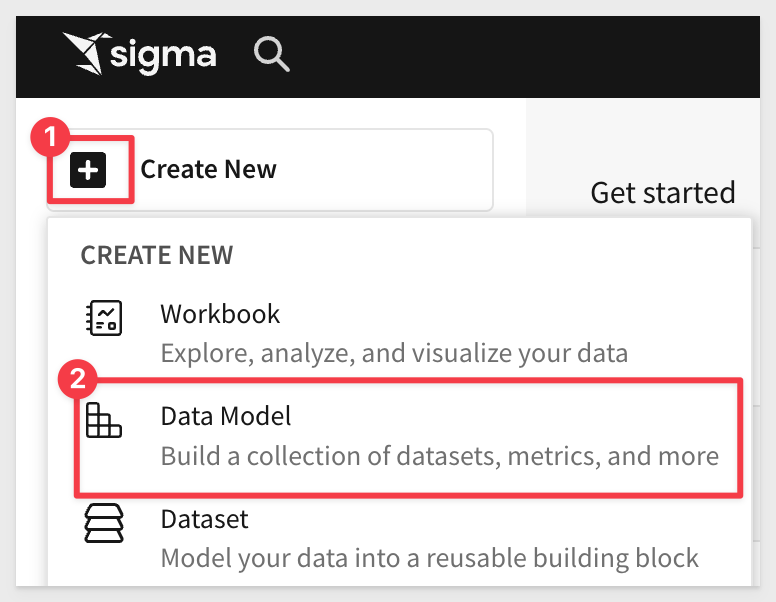 sigma
1
Create New
Get started
CREATE NEW
Workbook
Explore, analyze, and visualize your data
2
Data Model
Build a collection of datasets, metrics, and more
Dataset
Model your data into a reusable building block